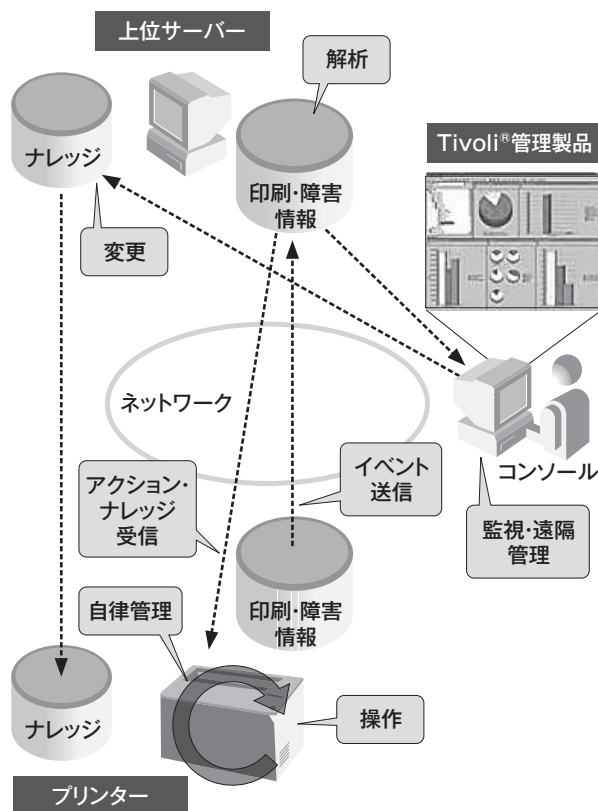 上位サーバー
解析
ナレッジ
印刷・障害
情報
変更
Tivoli®管理製品
ネットワーク
コンソール
アクション・
ナレッジ
受信
イベント
送信
監視・遠隔
管理
自律管理
印刷・障害
情報
ナレッジ
操作
プリンター